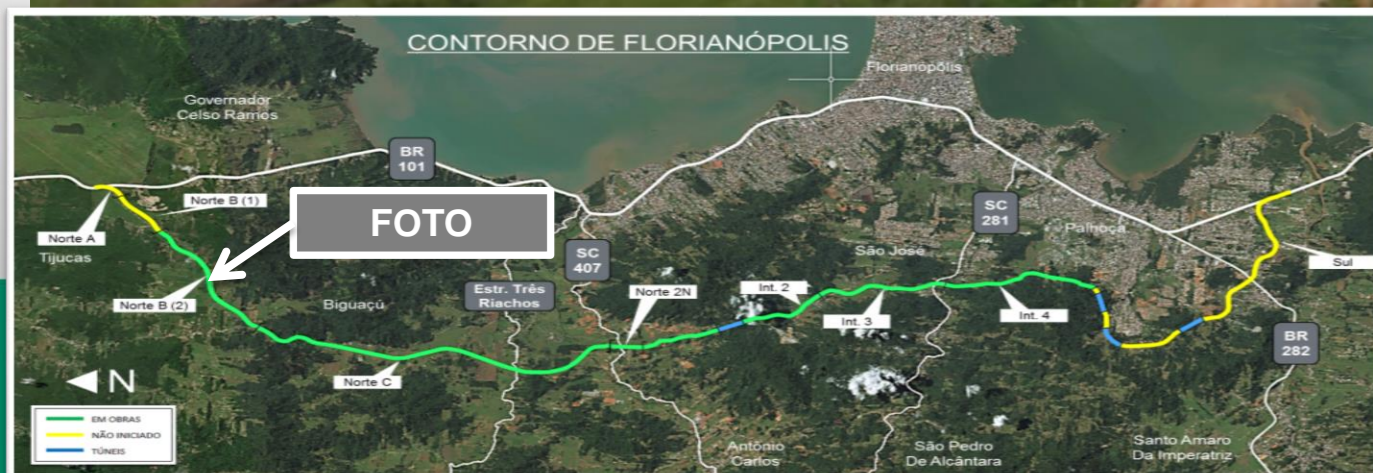 CONTORNO DE FLORIANÓPOLIS
Florianópolis
Governador
Celso Ramos
BR
101
Norte B (1)
FOTO
Norte A
Tijucas
SC
281
Palhoça
São José
SC
407
Sul
Norte B (2)
Biguaçú
Estr. Três
Riachos
Norte 2N
Int. 2
Int. 3
Int. 4
BR
282
N
Norte C
EM OBRAS
NÃO INICIADO
TÚNEIS
Antônio
Carlos
São Pedro
De Alcântara
Santo Amaro
Da Imperatriz